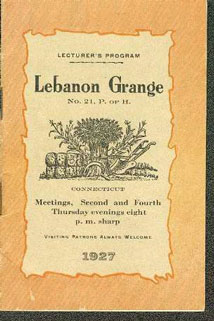 LECTURER'S PROGRAM
Lebanon Grange
No. 21, P. OF H.
CONNECTICUT
Meetings, Second and Fourth
Thursday evenings eight
p. m. sharp
VISITING PATRONS ALWAYS WELCOME
1927